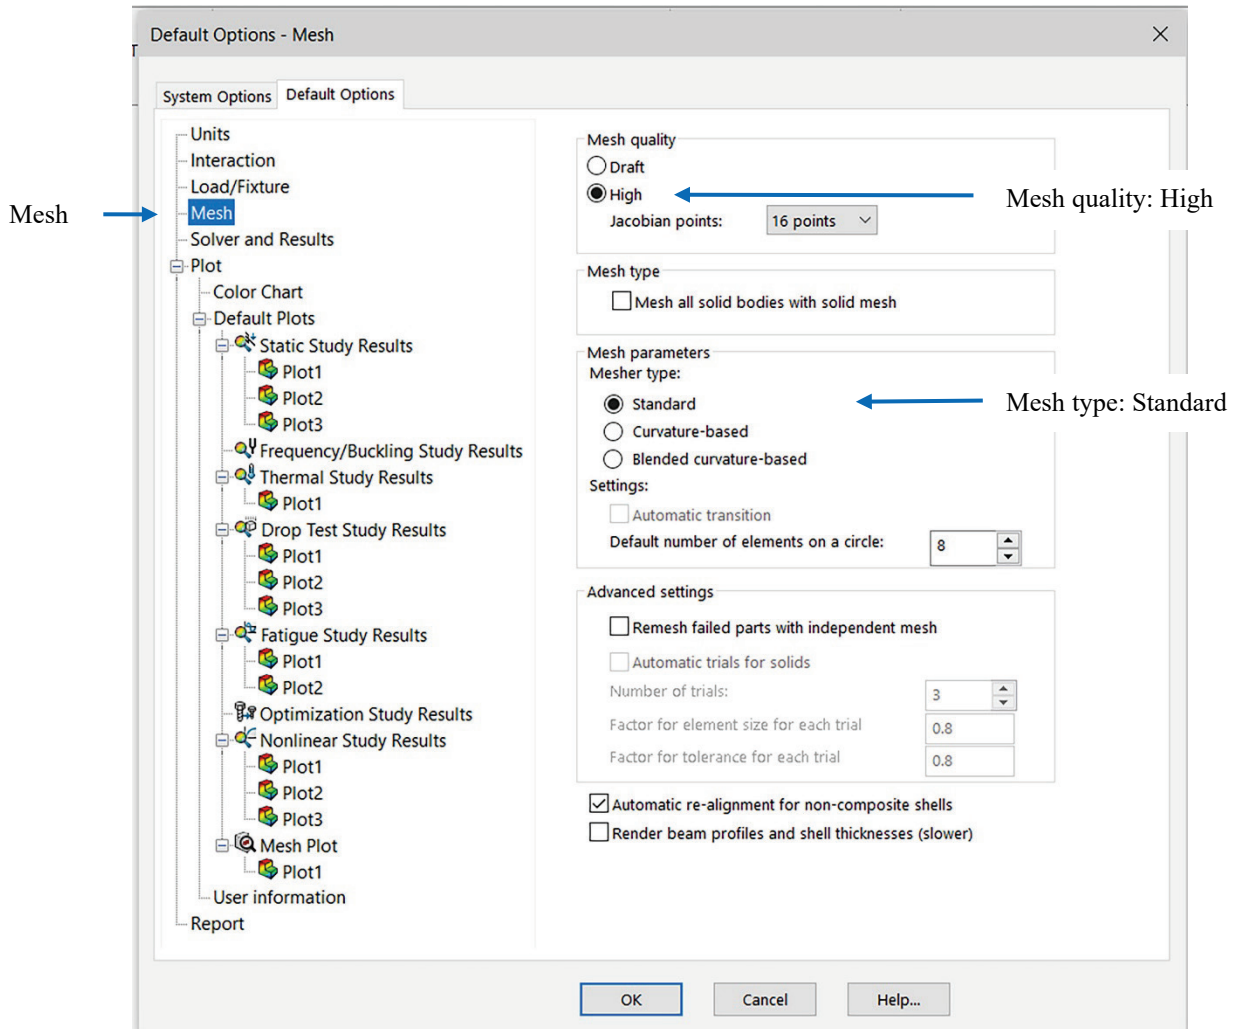 Default Options - Mesh
System Options
Default Options
Units
Interaction
Load/Fixture
Mesh
Solver and Results
Plot
Color Chart
Default Plots
Static Study Results
Plot1
Plot2
Plot3
Frequency/Buckling Study Results
Thermal Study Results
Plot1
Drop Test Study Results
Plot1
Plot2
Plot3
Fatigue Study Results
Plot1
Plot2
Optimization Study Results
Nonlinear Study Results
Plot1
Plot2
Plot3
Mesh Plot
Plot1
User information
Report
Mesh
Mesh quality
Draft
High
Jacobian points: 16 points
Mesh quality: High
Mesh type
Mesh all solid bodies with solid mesh
Mesh parameters
Mesher type:
Standard
Mesh type: Standard
Curvature-based
Blended curvature-based
Settings:
Automatic transition
Default number of elements on a circle: 8
Advanced settings
Remesh failed parts with independent mesh
Automatic trials for solids
Number of trials: 3
Factor for element size for each trial 0.8
Factor for tolerance for each trial 0.8
Automatic re-alignment for non-composite shells
Render beam profiles and shell thicknesses (slower)
OK
Cancel
Help...